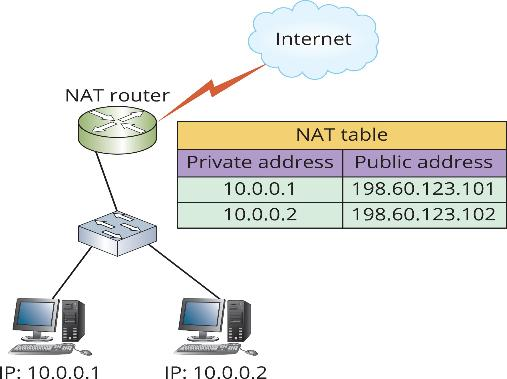 Internet
NAT router
NAT table
Private address Public address
10.0.0.1 198.60.123.101
10.0.0.2 198.60.123.102
IP: 10.0.0.1 IP: 10.0.0.2